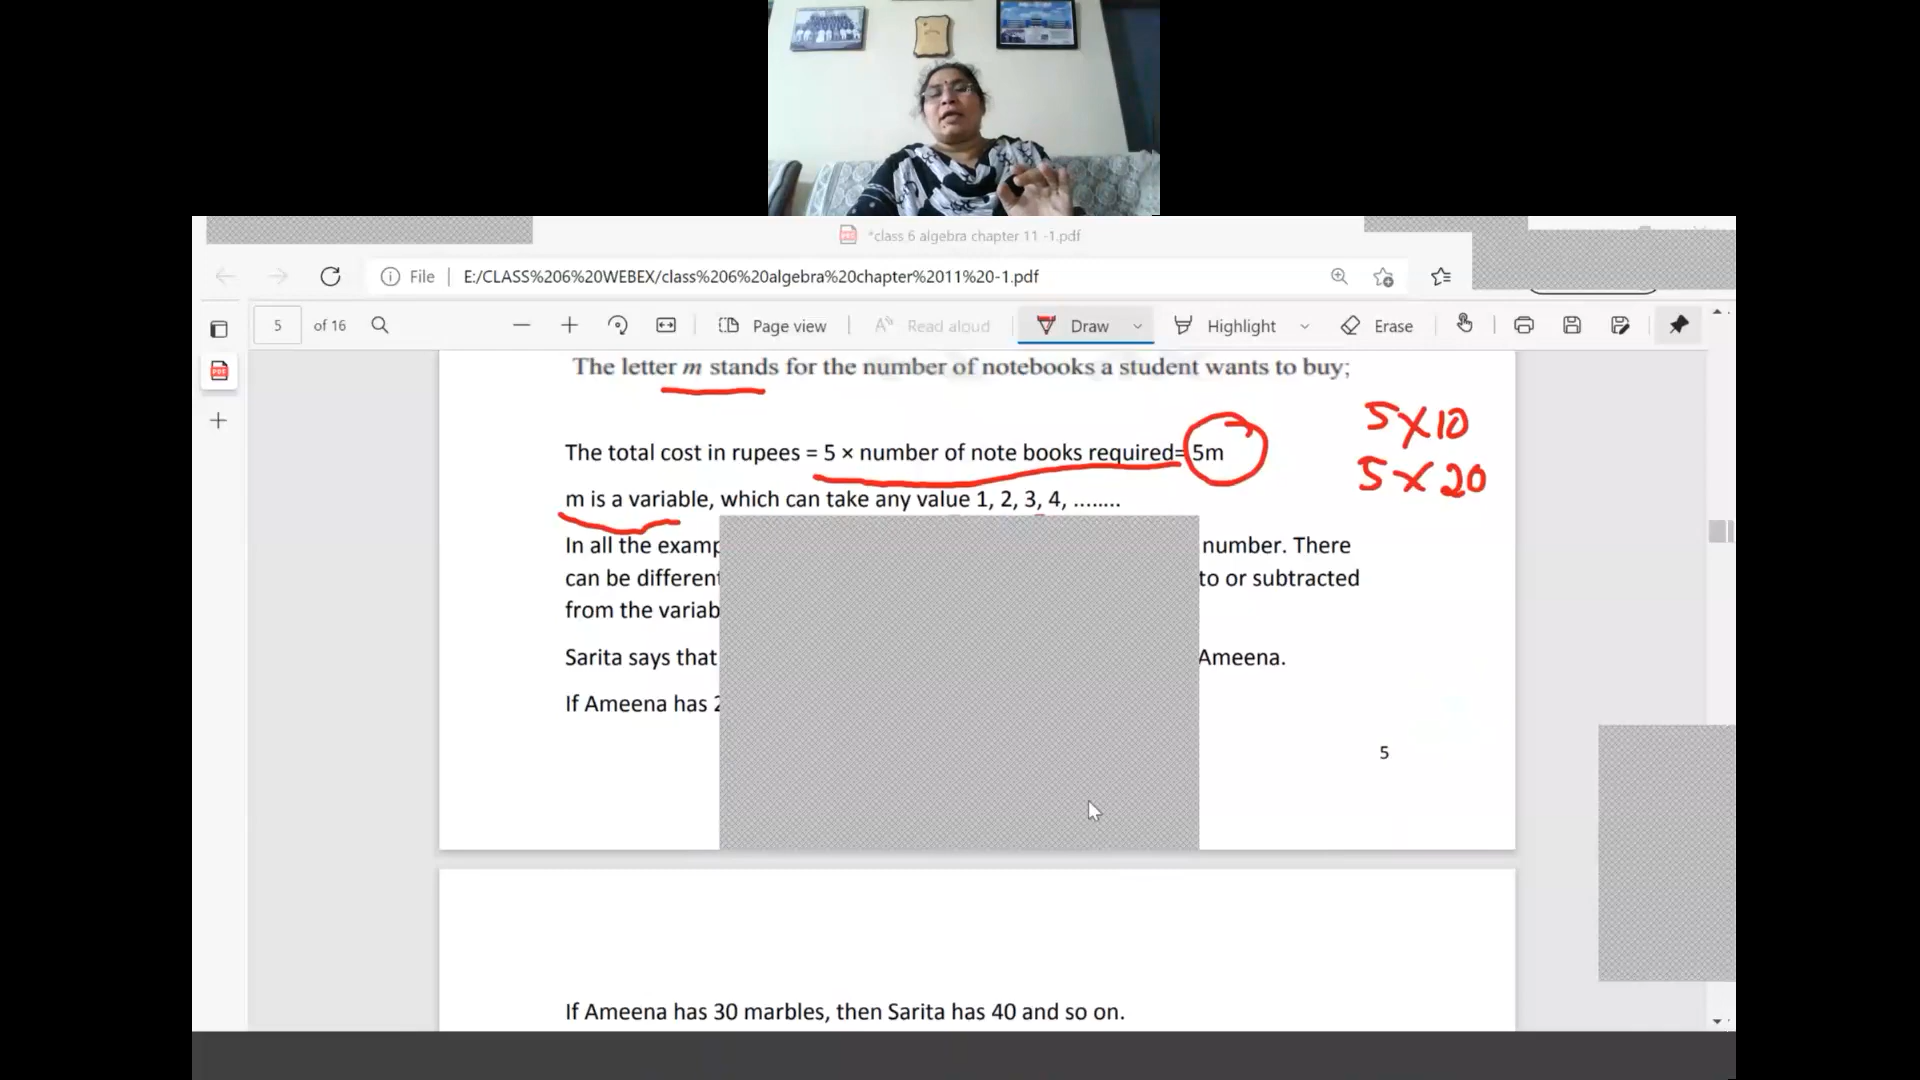 *class 6 algebra chapter 11 -1.pdf
File | E:/CLASS%206%20WEBEX/class%206%20algebra%20chapter%2011%20-1.pdf
5 of 16 Page view Read aloud Draw Highlight Erase
The letter m stands for the number of notebooks a student wants to buy;
5×10
The total cost in rupees = 5 × number of note books required= 5m
5×20
m is a variable, which can take any value 1, 2, 3, 4, ........
In all the number. There
can be to or subtracted
from the
Sarita says that Ameena.
If Ameena has
5
If Ameena has 30 marbles, then Sarita has 40 and so on.